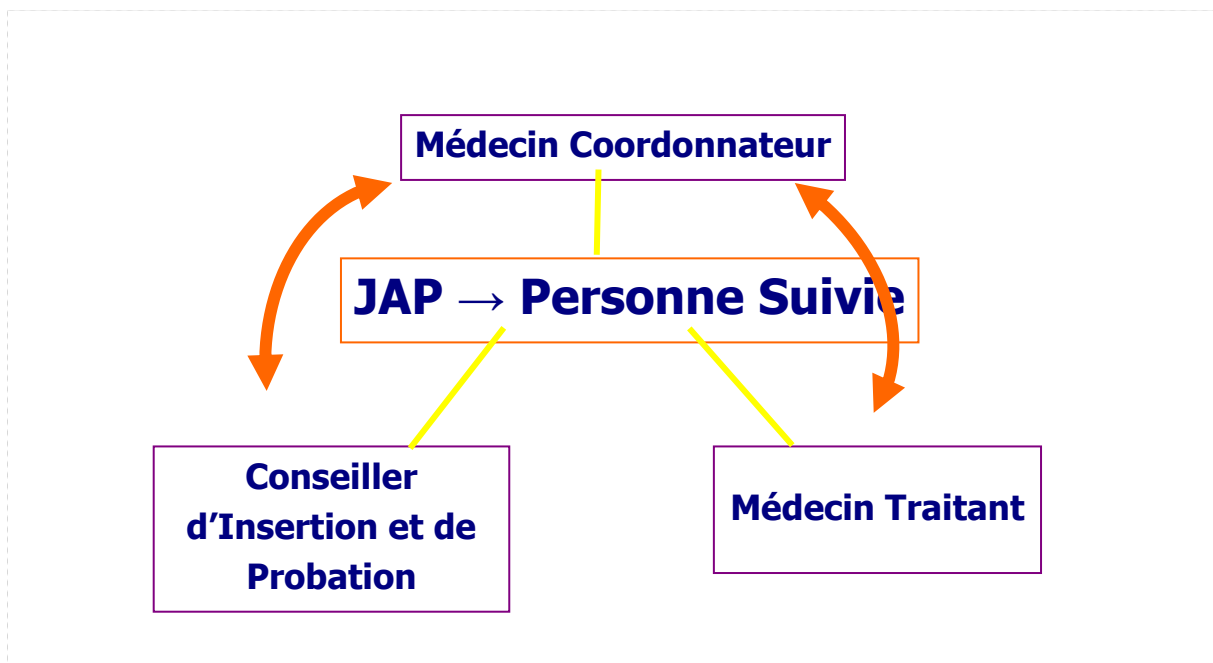 Médecin Coordonnateur
JAP → Personne Suivie
Conseiller
d’Insertion et de
Probation
Médecin Traitant